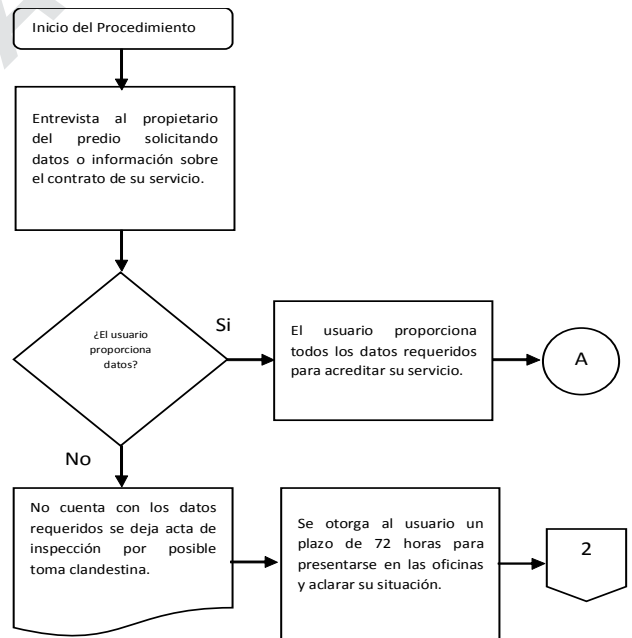 Inicio del Procedimiento
Entrevista al propietario
del predio solicitando
datos o información sobre
el contrato de su servicio.
¿El usuario
proporciona
datos?
Si
El usuario proporciona
todos los datos requeridos
para acreditar su servicio.
A
No
No cuenta con los datos
requeridos se deja acta de
inspección por posible
toma clandestina.
Se otorga al usuario un
plazo de 72 horas para
presentarse en las oficinas
y aclarar su situación.
2